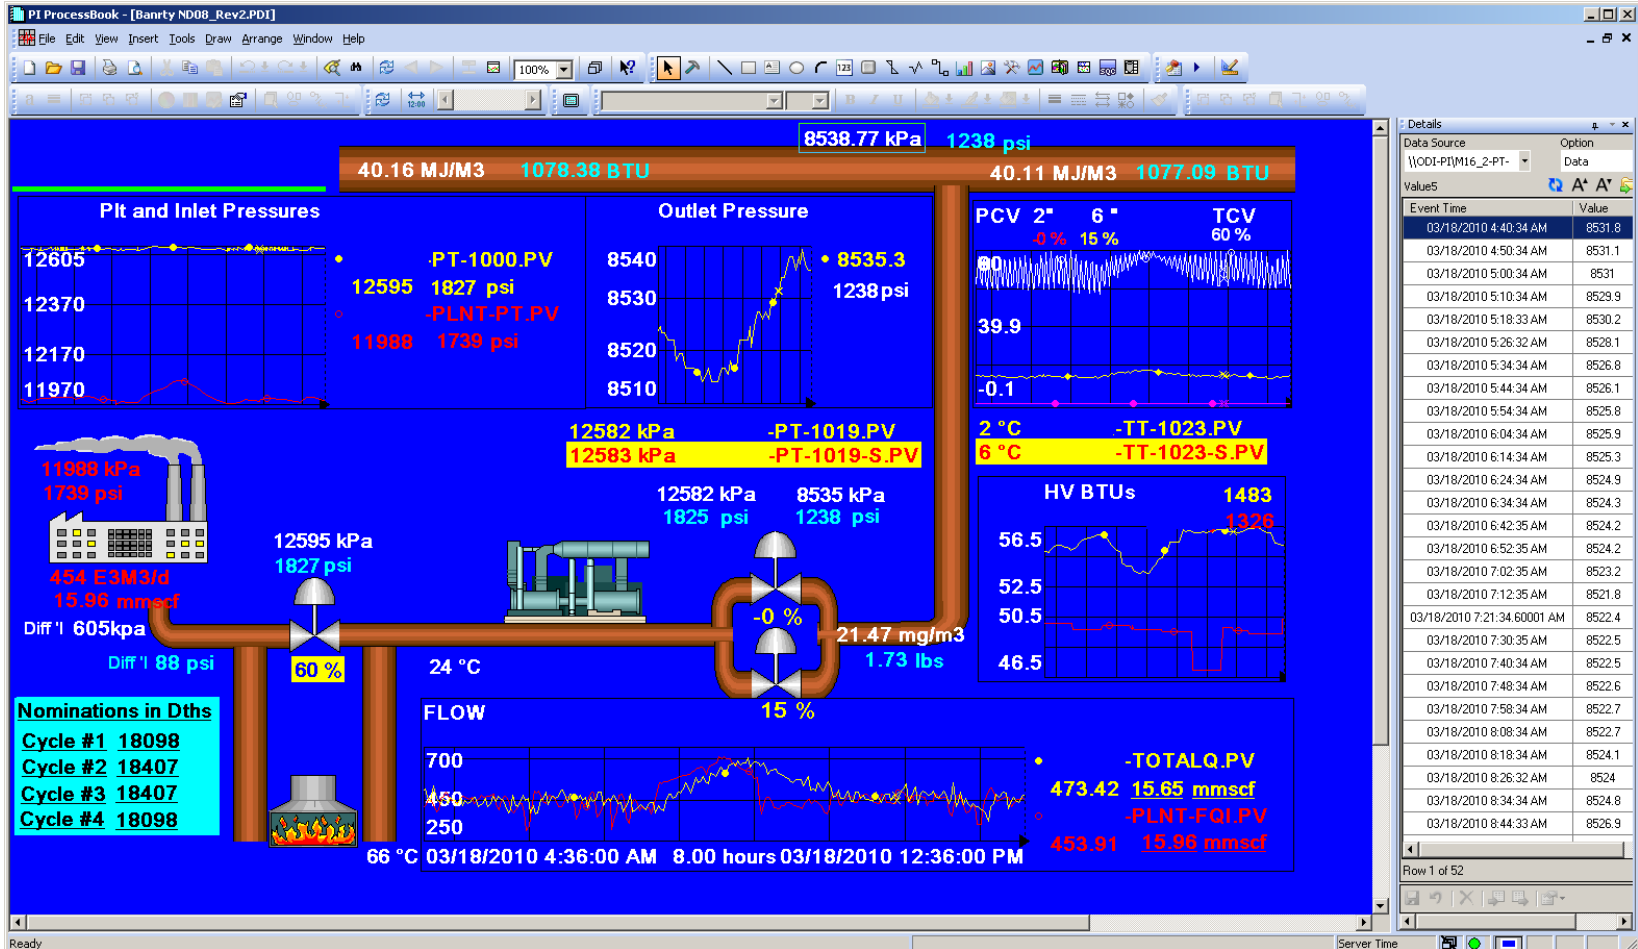 PI ProcessBook - [Banrty ND08_Rev2.PDI]
File Edit View Insert Tools Draw Arrange Window Help
100%
8538.77 kPa 1238 psi
40.16 MJ/M3 1078.38 BTU 40.11 MJ/M3 1077.09 BTU
Plt and Inlet Pressures
12605
12370
12170
11970
-PT-1000.PV
12595 1827 psi
-PLNT-PT.PV
11988 1739 psi
Outlet Pressure
8540
8530
8520
8510
8535.3
1238 psi
PCV 2" 6 " TCV
-0 % 15 % 60 %
39.9
-0.1
12582 kPa -PT-1019.PV
12583 kPa -PT-1019-S.PV
2 °C -TT-1023.PV
6 °C -TT-1023-S.PV
11988 kPa
1739 psi
454 E3M3/d
15.96 mmscf
Diff 'l 605kpa
Diff 'l 88 psi
12595 kPa
1827 psi
60 %
24 °C
12582 kPa 8535 kPa
1825 psi 1238 psi
-0 %
15 %
21.47 mg/m3
1.73 lbs
HV BTUs 1483
1326
56.5
52.5
50.5
46.5
Nominations in Dths
Cycle #1 18098
Cycle #2 18407
Cycle #3 18407
Cycle #4 18098
66 °C
FLOW
700
450
250
-TOTALQ.PV
473.42 15.65 mmscf
-PLNT-FQI.PV
453.91 15.96 mmscf
03/18/2010 4:36:00 AM 8.00 hours 03/18/2010 12:36:00 PM
Details
Data Source Option
\\ODI-PI\M16_2-PT- Data
Value5
Event Time Value
03/18/2010 4:40:34 AM 8531.8
03/18/2010 4:50:34 AM 8531.1
03/18/2010 5:00:34 AM 8531
03/18/2010 5:10:34 AM 8529.9
03/18/2010 5:18:33 AM 8530.2
03/18/2010 5:26:32 AM 8528.1
03/18/2010 5:34:34 AM 8526.8
03/18/2010 5:44:34 AM 8526.1
03/18/2010 5:54:34 AM 8525.8
03/18/2010 6:04:34 AM 8525.9
03/18/2010 6:14:34 AM 8525.3
03/18/2010 6:24:34 AM 8524.9
03/18/2010 6:34:34 AM 8524.3
03/18/2010 6:42:35 AM 8524.2
03/18/2010 6:52:35 AM 8524.2
03/18/2010 7:02:35 AM 8523.2
03/18/2010 7:12:35 AM 8521.8
03/18/2010 7:21:34.60001 AM 8522.4
03/18/2010 7:30:35 AM 8522.5
03/18/2010 7:40:34 AM 8522.5
03/18/2010 7:48:34 AM 8522.6
03/18/2010 7:58:34 AM 8522.7
03/18/2010 8:08:34 AM 8522.7
03/18/2010 8:18:34 AM 8524.1
03/18/2010 8:26:32 AM 8524
03/18/2010 8:34:34 AM 8524.8
03/18/2010 8:44:33 AM 8526.9
Row 1 of 52
Ready
Server Time